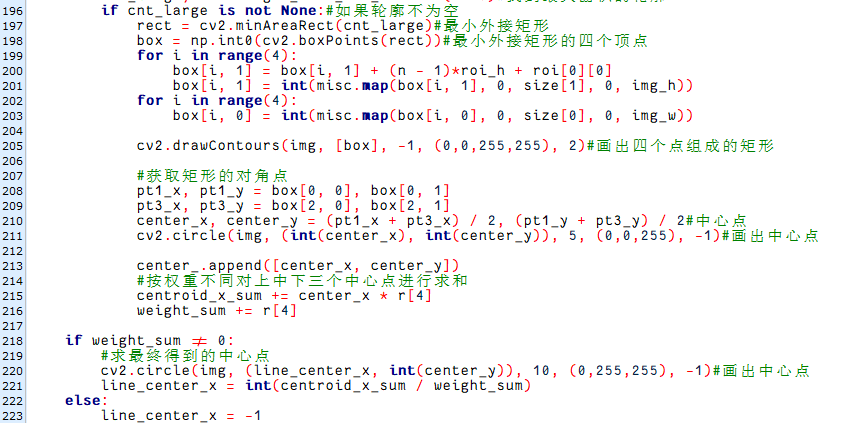 196 if cnt_large is not None:#如果轮廓不为空
197 rect = cv2.minAreaRect(cnt_large)#最小外接矩形
198 box = np.int0(cv2.boxPoints(rect))#最小外接矩形的四个顶点
199 for i in range(4):
200 box[i, 1] = box[i, 1] + (n - 1)*roi_h + roi[0][0]
201 box[i, 1] = int(misc.map(box[i, 1], 0, size[1], 0, img_h))
202 for i in range(4):
203 box[i, 0] = int(misc.map(box[i, 0], 0, size[0], 0, img_w))
204
205 cv2.drawContours(img, [box], -1, (0,0,255,255), 2)#画出四个点组成的矩形
206
207 #获取矩形的对角点
208 pt1_x, pt1_y = box[0, 0], box[0, 1]
209 pt3_x, pt3_y = box[2, 0], box[2, 1]
210 center_x, center_y = (pt1_x + pt3_x) / 2, (pt1_y + pt3_y) / 2#中心点
211 cv2.circle(img, (int(center_x), int(center_y)), 5, (0,0,255), -1)#画出中心点
212
213 center_.append([center_x, center_y])
214 #按权重不同对上中下三个中心点进行求和
215 centroid_x_sum += center_x * r[4]
216 weight_sum += r[4]
217
218 if weight_sum ≠ 0:
219 #求最终得到的中心点
220 cv2.circle(img, (line_center_x, int(center_y)), 10, (0,255,255), -1)#画出中心点
221 line_center_x = int(centroid_x_sum / weight_sum)
222 else:
223 line_center_x = -1